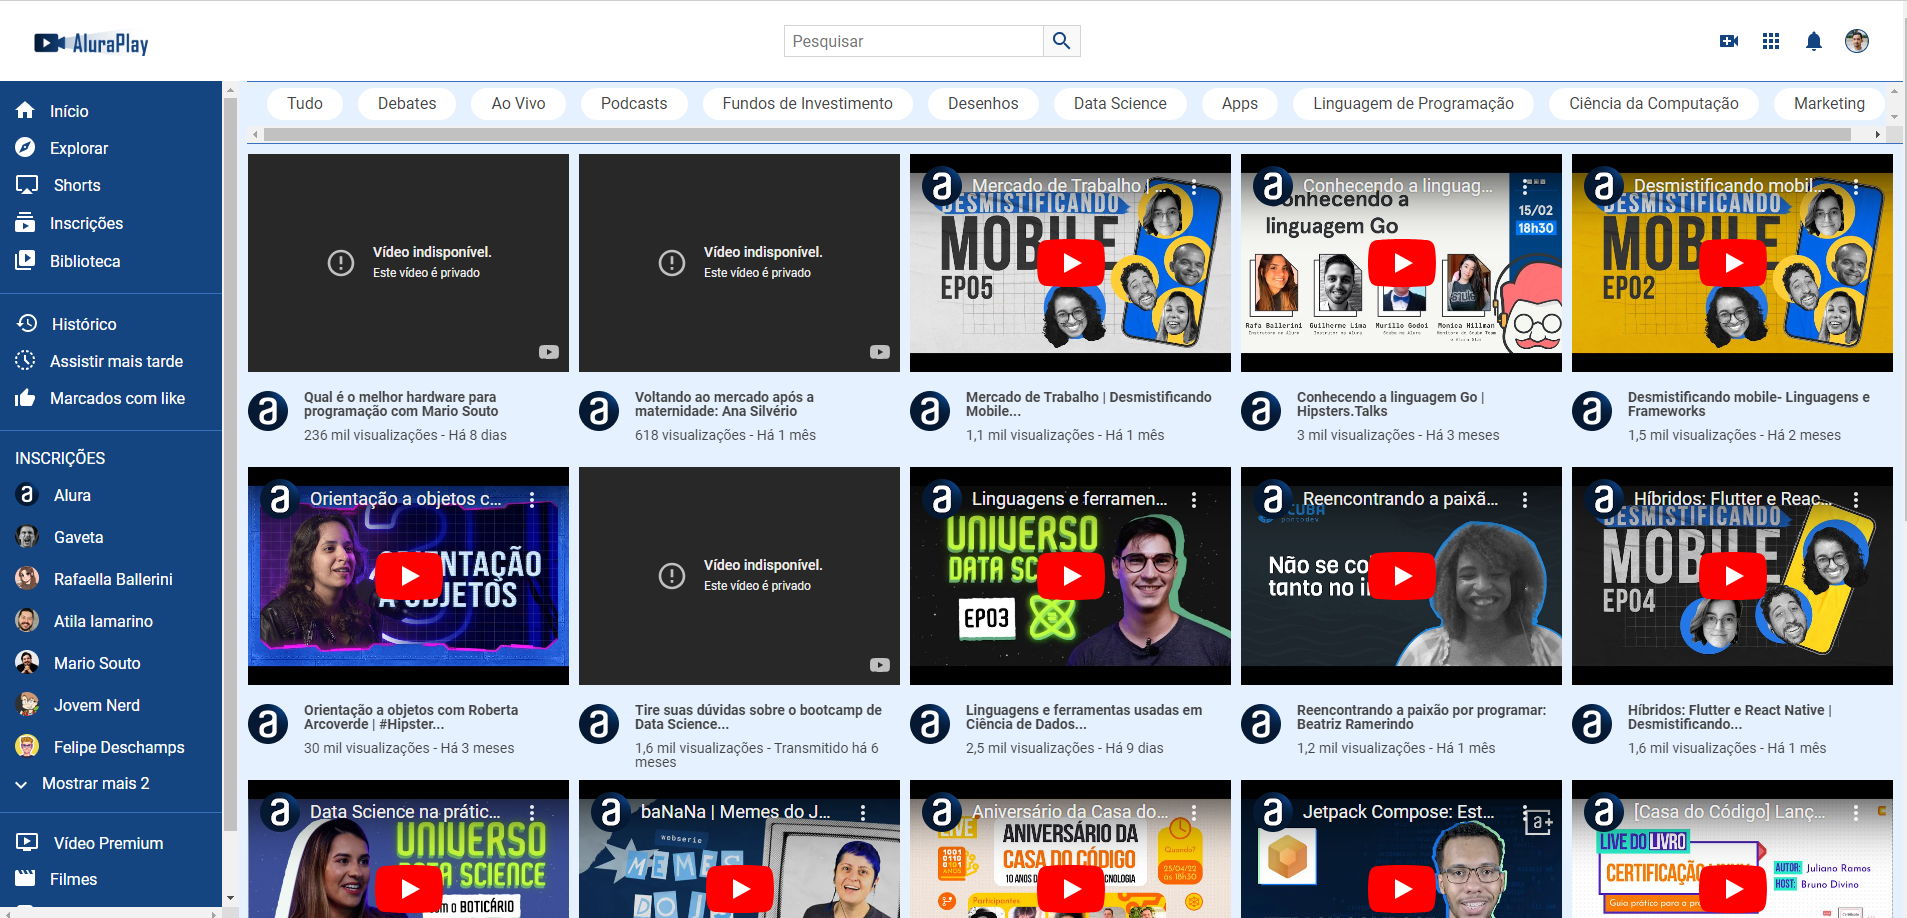 AluraPlay
Pesquisar
Início
Explorar
Shorts
Inscrições
Biblioteca
Histórico
Assistir mais tarde
Marcados com like
INSCRIÇÕES
Alura
Gaveta
Rafaella Ballerini
Atila Iamarino
Mario Souto
Jovem Nerd
Felipe Deschamps
Mostrar mais 2
Vídeo Premium
Filmes
Tudo
Debates
Ao Vivo
Podcasts
Fundos de Investimento
Desenhos
Data Science
Apps
Linguagem de Programação
Ciência da Computação
Marketing
Vídeo indisponível.
Este vídeo é privado
Qual é o melhor hardware para
programação com Mario Souto
236 mil visualizações - Há 8 dias
Vídeo indisponível.
Este vídeo é privado
Voltando ao mercado após a
maternidade: Ana Silvério
618 visualizações - Há 1 mês
Mercado de Trabalho | ...
DESMISTIFICANDO
MOBILE
EP05
Mercado de Trabalho | Desmistificando
Mobile...
1,1 mil visualizações - Há 1 mês
Conhecendo a linguag...
Conhecendo a
linguagem Go
15/02
18h30
Rafa Ballerini
Guilherme Lima
Murillo Godoi
Monica Hillman
Conhecendo a linguagem Go |
Hipsters.Talks
3 mil visualizações - Há 3 meses
Desmistificando mobil...
DESMISTIFICANDO
MOBILE
EP02
Desmistificando mobile- Linguagens e
Frameworks
1,5 mil visualizações - Há 2 meses
Orientação a objetos c...
ORIENTAÇÃO
A OBJETOS
Orientação a objetos com Roberta
Arcoverde | #Hipster...
30 mil visualizações - Há 3 meses
Vídeo indisponível.
Este vídeo é privado
Tire suas dúvidas sobre o bootcamp de
Data Science...
1,6 mil visualizações - Transmitido há 6
meses
Linguagens e ferramen...
UNIVERSO
DATA SC
EP03
Linguagens e ferramentas usadas em
Ciência de Dados...
2,5 mil visualizações - Há 9 dias
Reencontrando a paixã...
CUBA
pontodev
Não se co
tanto no i
Reencontrando a paixão por programar:
Beatriz Ramerindo
1,2 mil visualizações - Há 1 mês
Híbridos: Flutter e Reac...
DESMISTIFICANDO
MOBILE
EP04
Híbridos: Flutter e React Native |
Desmistificando...
1,6 mil visualizações - Há 1 mês
Data Science na prátic...
UNIVERSO
DATA SCIENCE
com o BOTICÁRIO
baNaNa | Memes do J...
webserie
MEMES
Aniversário da Casa do...
LIVE
ANIVERSÁRIO DA
CASA DO CÓDIGO
Quando?
25/04/22
às 18h30
Participantes
Jetpack Compose: Est...
a+
[Casa do Código] Lanç...
LIVE DO LIVRO
CERTIFICAÇÃO
AUTOR: Juliano Ramos
HOST: Bruno Divino
Guia prático para a pr